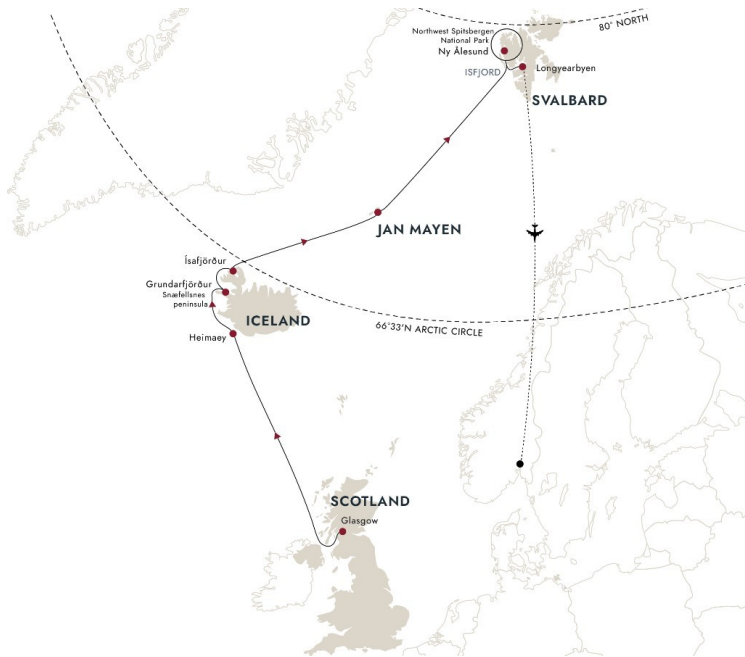 80° NORTH
Northwest Spitsbergen
National Park
Ny Ålesund
ISFJORD
Longyearbyen
SVALBARD
JAN MAYEN
Ísafjörður
Grundarfjörður
Snæfellsnes
peninsula
ICELAND
66°33'N ARCTIC CIRCLE
Heimaey
SCOTLAND
Glasgow